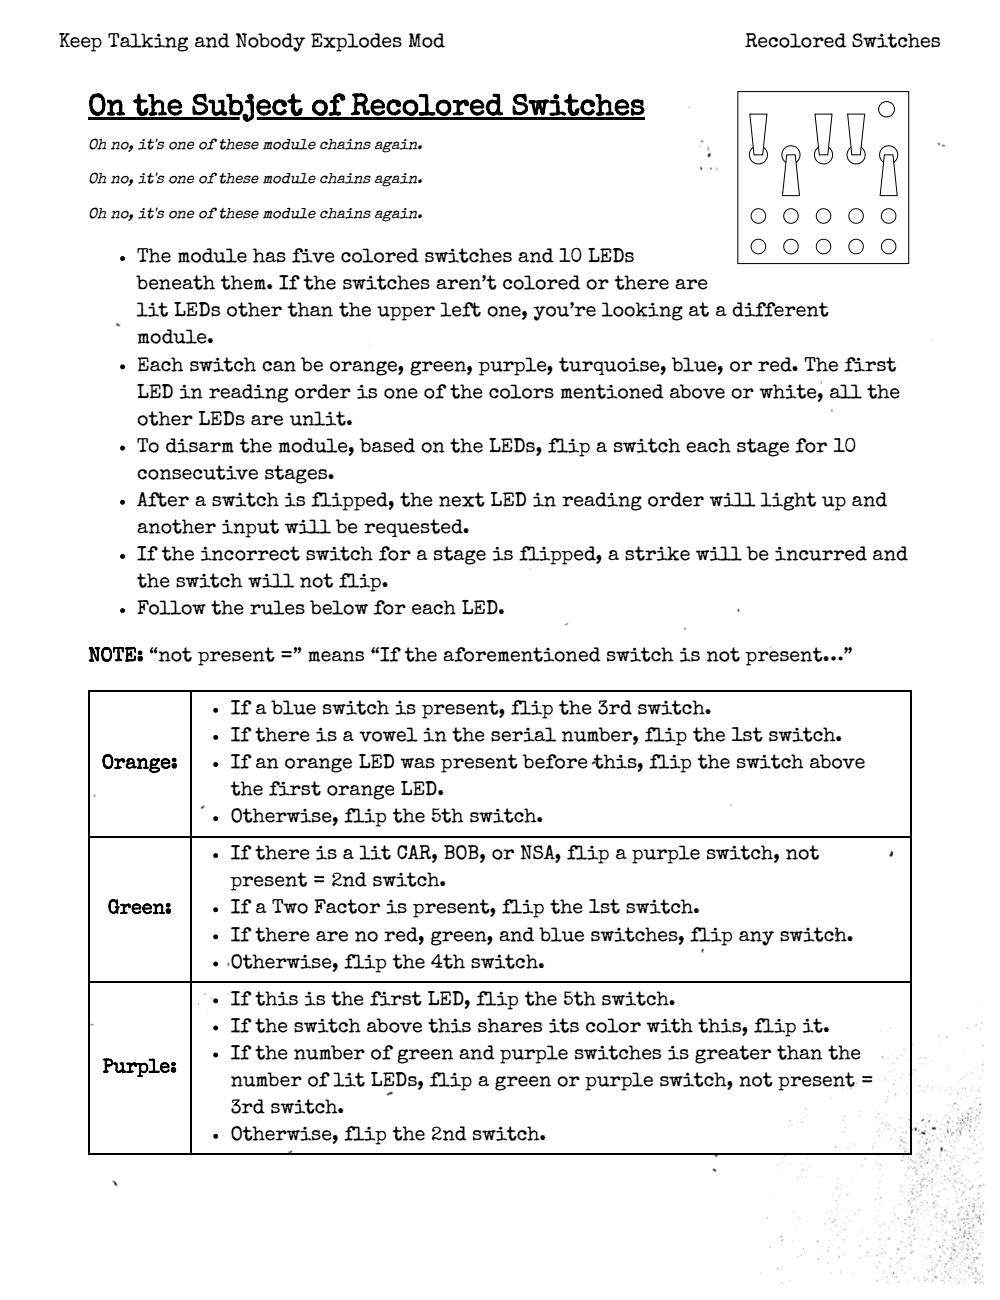 Keep Talking and Nobody Explodes Mod
Recolored Switches
On the Subject of Recolored Switches
Oh no, it's one of these module chains again.
Oh no, it's one of these module chains again.
Oh no, it's one of these module chains again.
• The module has five colored switches and 10 LEDs
beneath them. If the switches aren’t colored or there are
lit LEDs other than the upper left one, you’re looking at a different
module.
• Each switch can be orange, green, purple, turquoise, blue, or red. The first
LED in reading order is one of the colors mentioned above or white, all the
other LEDs are unlit.
• To disarm the module, based on the LEDs, flip a switch each stage for 10
consecutive stages.
• After a switch is flipped, the next LED in reading order will light up and
another input will be requested.
• If the incorrect switch for a stage is flipped, a strike will be incurred and
the switch will not flip.
• Follow the rules below for each LED.
NOTE: “not present =” means “If the aforementioned switch is not present...”
Orange:
• If a blue switch is present, flip the 3rd switch.
• If there is a vowel in the serial number, flip the 1st switch.
• If an orange LED was present before this, flip the switch above
the first orange LED.
• Otherwise, flip the 5th switch.
Green:
• If there is a lit CAR, BOB, or NSA, flip a purple switch, not
present = 2nd switch.
• If a Two Factor is present, flip the 1st switch.
• If there are no red, green, and blue switches, flip any switch.
• Otherwise, flip the 4th switch.
Purple:
• If this is the first LED, flip the 5th switch.
• If the switch above this shares its color with this, flip it.
• If the number of green and purple switches is greater than the
number of lit LEDs, flip a green or purple switch, not present =
3rd switch.
• Otherwise, flip the 2nd switch.